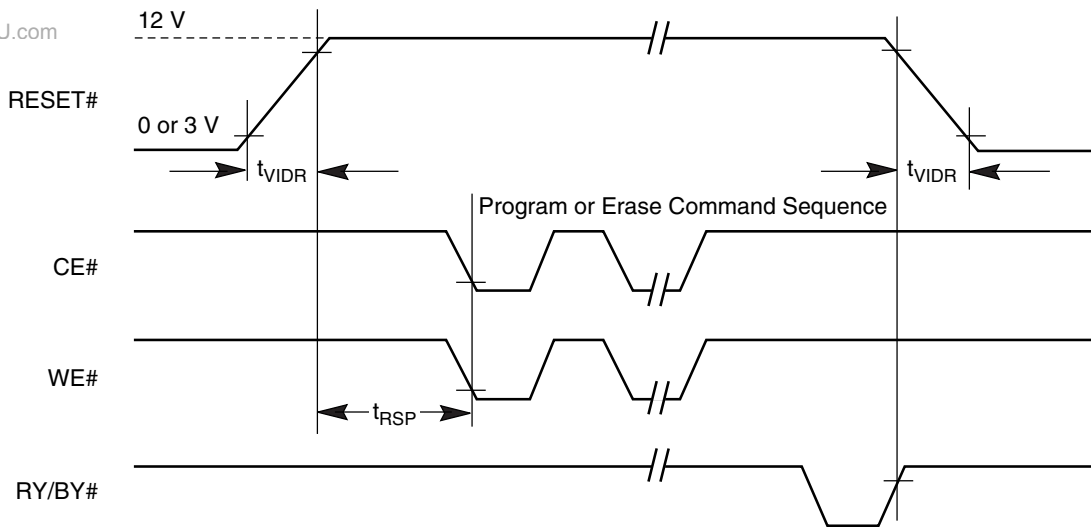 U.com
12 V
RESET#
0 or 3 V
tVIDR
tVIDR
Program or Erase Command Sequence
CE#
WE#
tRSP
RY/BY#